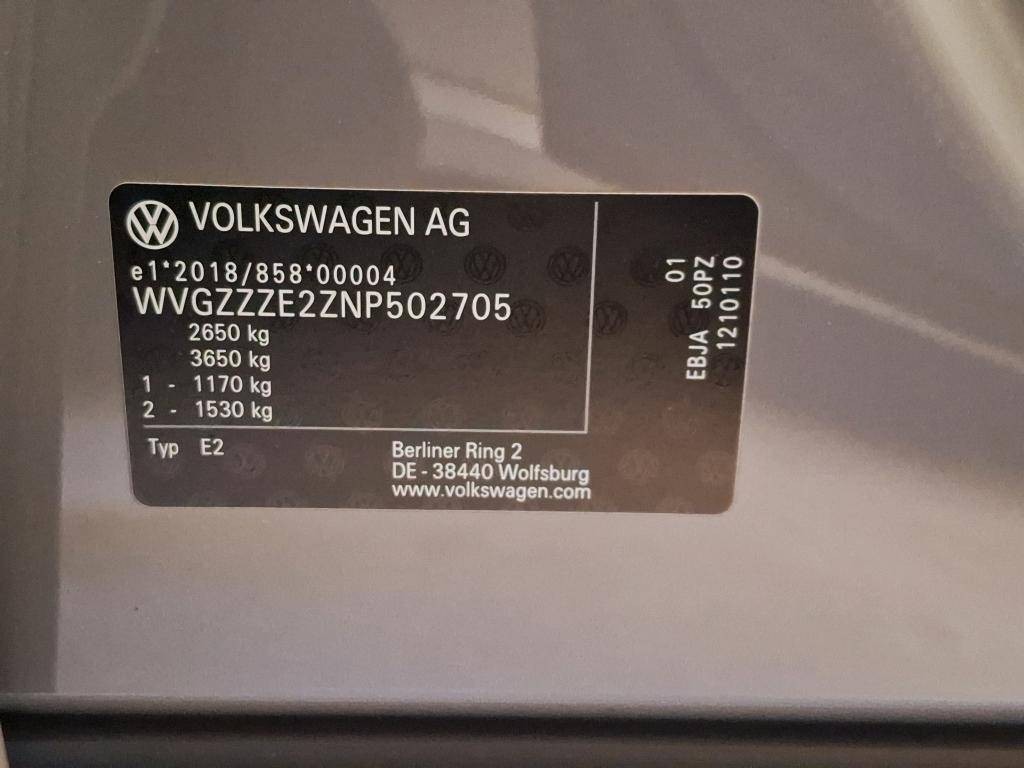 VOLKSWAGEN AG
e1*2018/858*00004
WVGZZZE2ZNP502705
2650 kg
3650 kg
1 - 1170 kg
2 - 1530 kg
Typ E2
Berliner Ring 2
DE - 38440 Wolfsburg
www.volkswagen.com
01
EBJA 50PZ
1210110